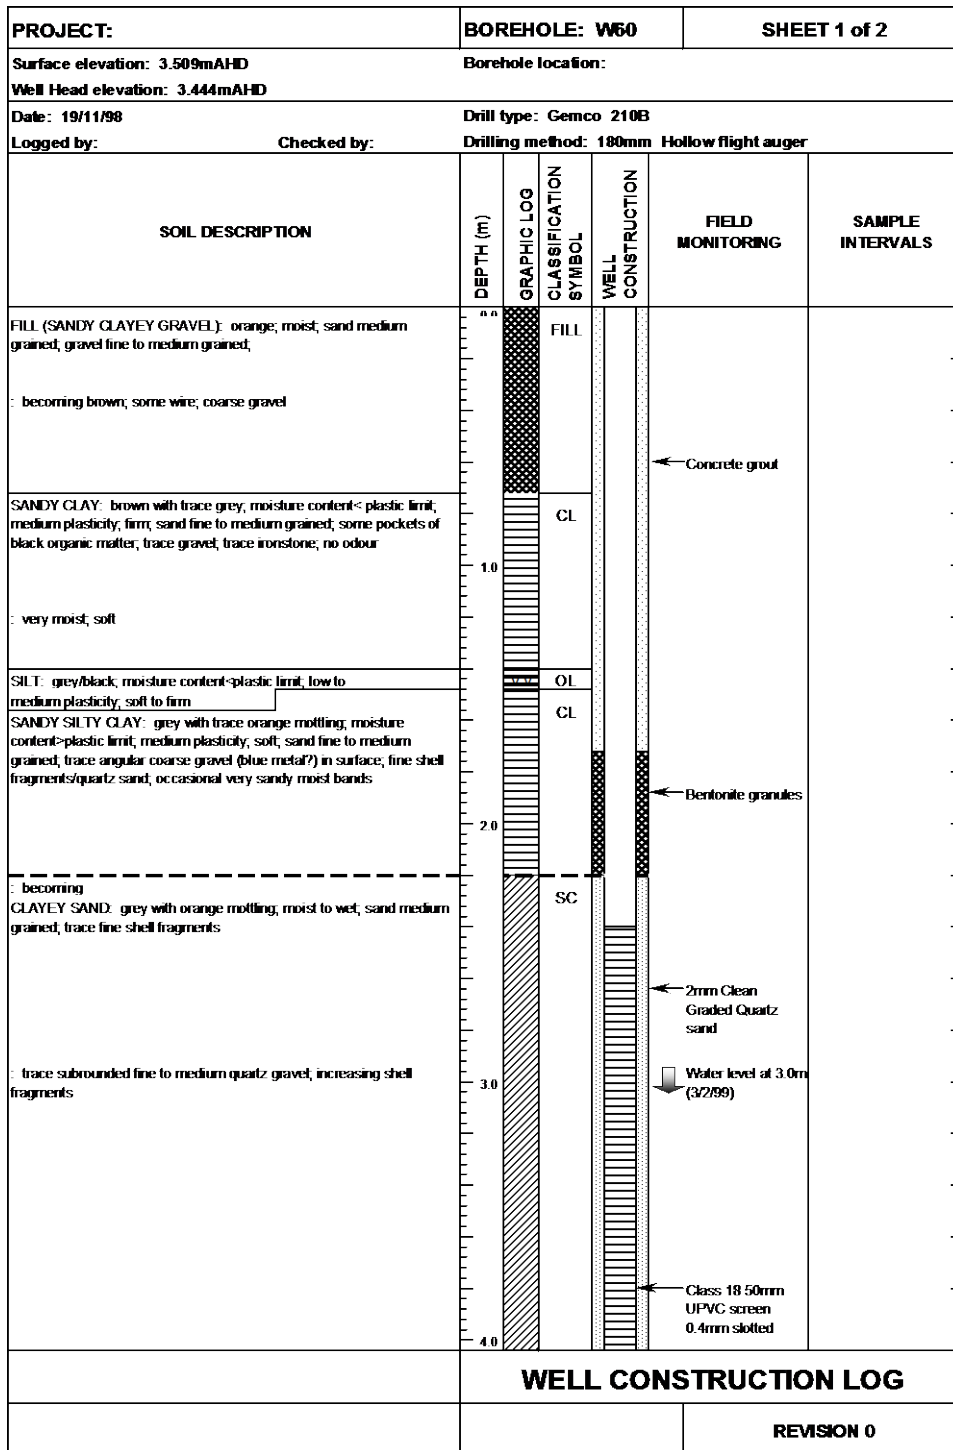 PROJECT:
BOREHOLE: W60
SHEET 1 of 2
Surface elevation: 3.509mAHD
Borehole location:
Well Head elevation: 3.444mAHD
Date: 19/11/98
Drill type: Gemco 210B
Logged by:
Checked by:
Drilling method: 180mm Hollow flight auger
SOIL DESCRIPTION
DEPTH (m)
GRAPHIC LOG
CLASSIFICATION
SYMBOL
WELL
CONSTRUCTION
FIELD
MONITORING
SAMPLE
INTERVALS
0.0
FILL (SANDY CLAYEY GRAVEL): orange; moist; sand medium
grained; gravel fine to medium grained;
FILL
: becoming brown; some wire; coarse gravel
Concrete grout
SANDY CLAY: brown with trace grey; moisture content< plastic limit;
medium plasticity; firm; sand fine to medium grained; some pockets of
black organic matter; trace gravel; trace ironstone; no odour
CL
1.0
: very moist; soft
SILT: grey/black; moisture content<plastic limit; low to
medium plasticity; soft to firm
OL
SANDY SILTY CLAY: grey with trace orange mottling; moisture
content>plastic limit; medium plasticity; soft; sand fine to medium
grained; trace angular coarse gravel (blue metal?) in surface; fine shell
fragments/quartz sand; occasional very sandy moist bands
CL
Bentonite granules
2.0
: becoming
CLAYEY SAND: grey with orange mottling; moist to wet; sand medium
grained; trace fine shell fragments
SC
2mm Clean
Graded Quartz
sand
: trace subrounded fine to medium quartz gravel; increasing shell
fragments
3.0
Water level at 3.0m
(3/2/99)
Class 18 50mm
UPVC screen
0.4mm slotted
4.0
WELL CONSTRUCTION LOG
REVISION 0